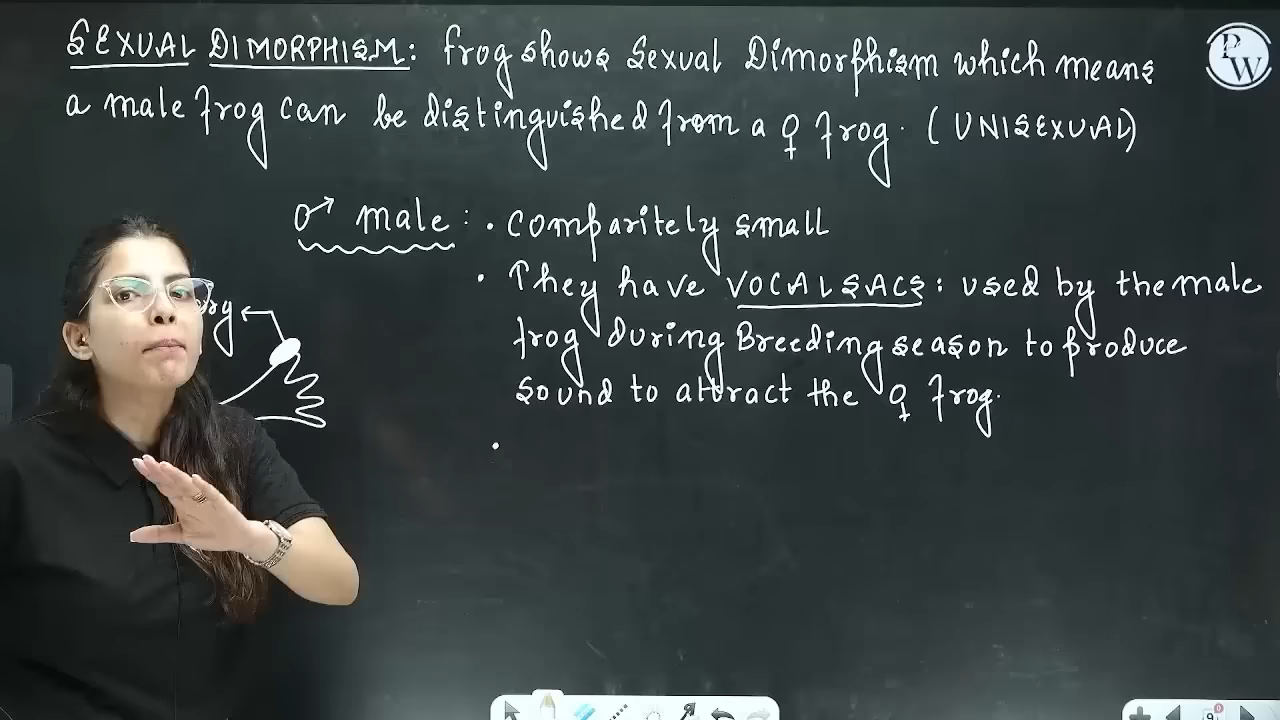 SEXUAL DIMORPHISM: frog shows Sexual Dimorphism which means
a male frog can be distinguished from a ♀ frog. (UNISEXUAL)
♂ male: • Comparitely small
• They have VOCAL SACS: used by the male
frog during Breeding season to produce
sound to attract the ♀ frog.
•
PW